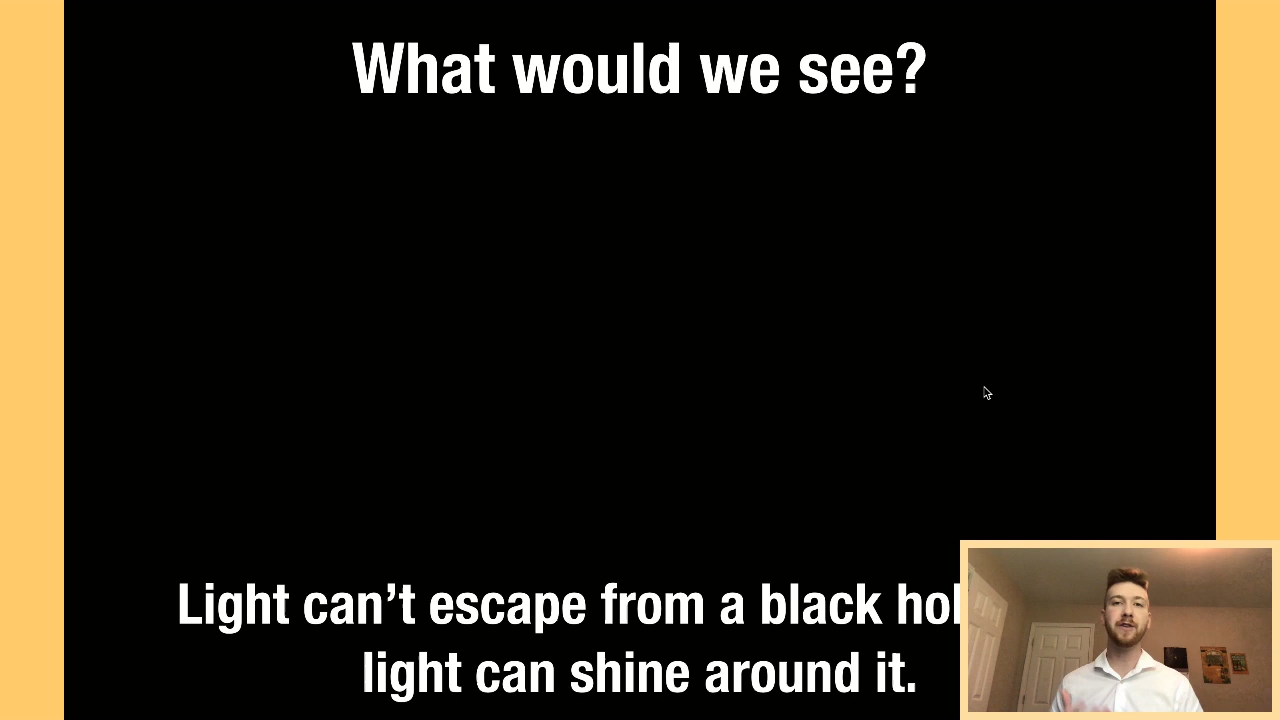 What would we see?
Light can’t escape from a black hol
light can shine around it.